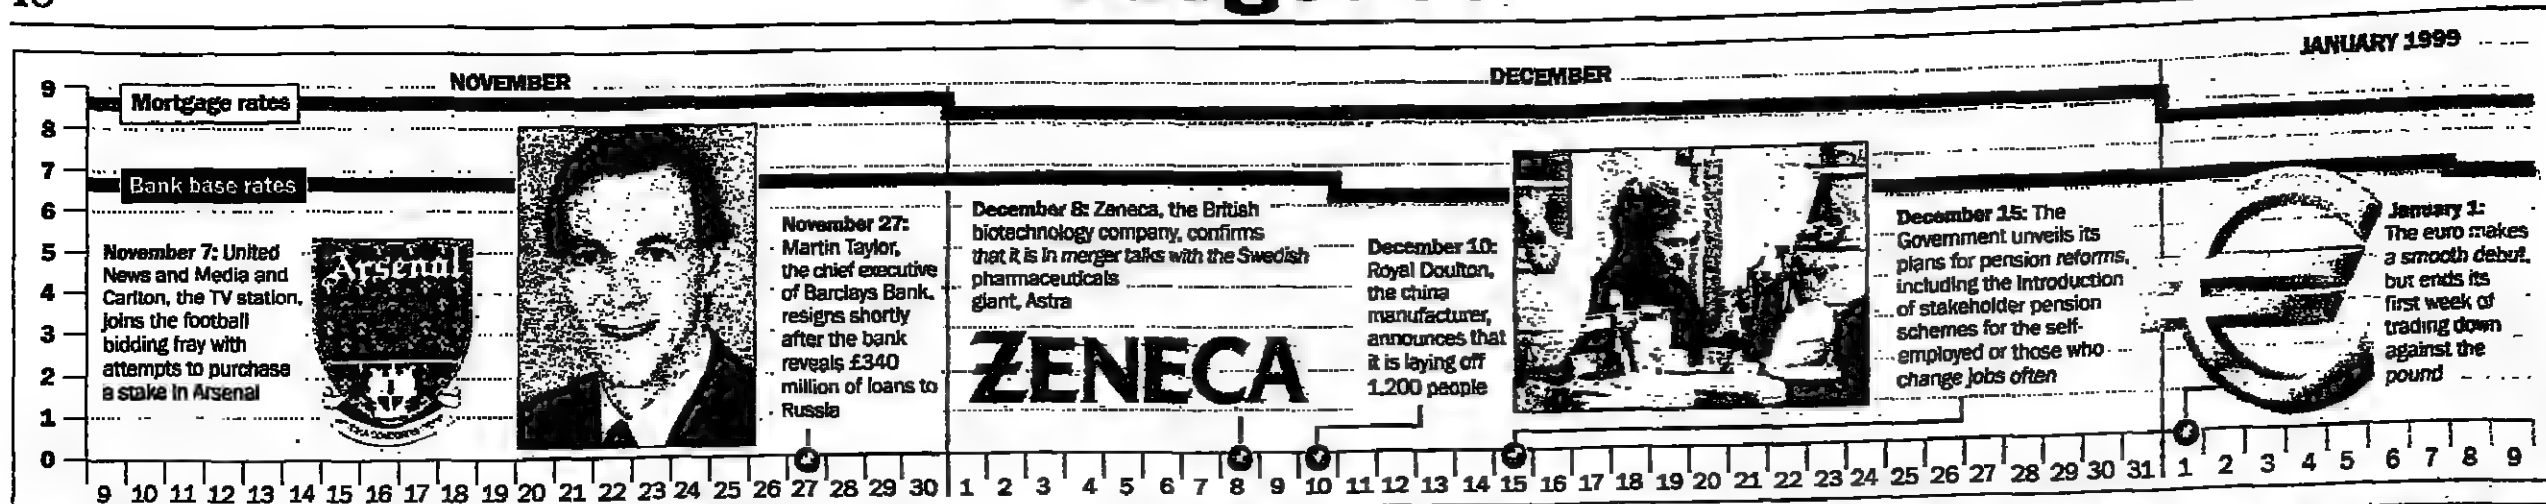 NOVEMBER
DECEMBER
JANUARY 1999
9
8
7
6
5
4
3
2
1
0
Mortgage rates
Bank base rates
November 7: United
News and Media and
Carlton, the TV station,
joins the football
bidding fray with
attempts to purchase
a stake in Arsenal
Arsenal
November 27:
Martin Taylor,
the chief executive
of Barclays Bank,
resigns shortly
after the bank
reveals £340
million of loans to
Russia
December 8: Zeneca, the British
biotechnology company, confirms
that it is in merger talks with the Swedish
pharmaceuticals
giant, Astra
ZENECA
December 10:
Royal Doulton,
the china
manufacturer,
announces that
it is laying off
1,200 people
December 15: The
Government unveils its
plans for pension reforms,
including the introduction
of stakeholder pension
schemes for the self-
employed or those who
change jobs often
January 1:
The euro makes
a smooth debut,
but ends its
first week of
trading down
against the
pound
9 10 11 12 13 14 15 16 17 18 19 20 21 22 23 24 25 26 27 28 29 30 1 2 3 4 5 6 7 8 9 10 11 12 13 14 15 16 17 18 19 20 21 22 23 24 25 26 27 28 29 30 31 1 2 3 4 5 6 7 8 9